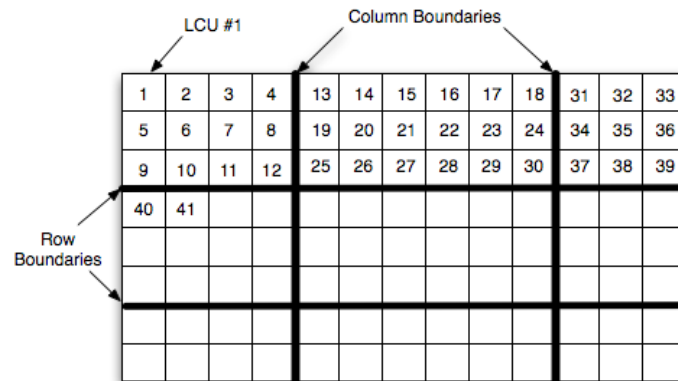 Column Boundaries
LCU #1
1 2 3 4 13 14 15 16 17 18 31 32 33
5 6 7 8 19 20 21 22 23 24 34 35 36
9 10 11 12 25 26 27 28 29 30 37 38 39
40 41
Row
Boundaries